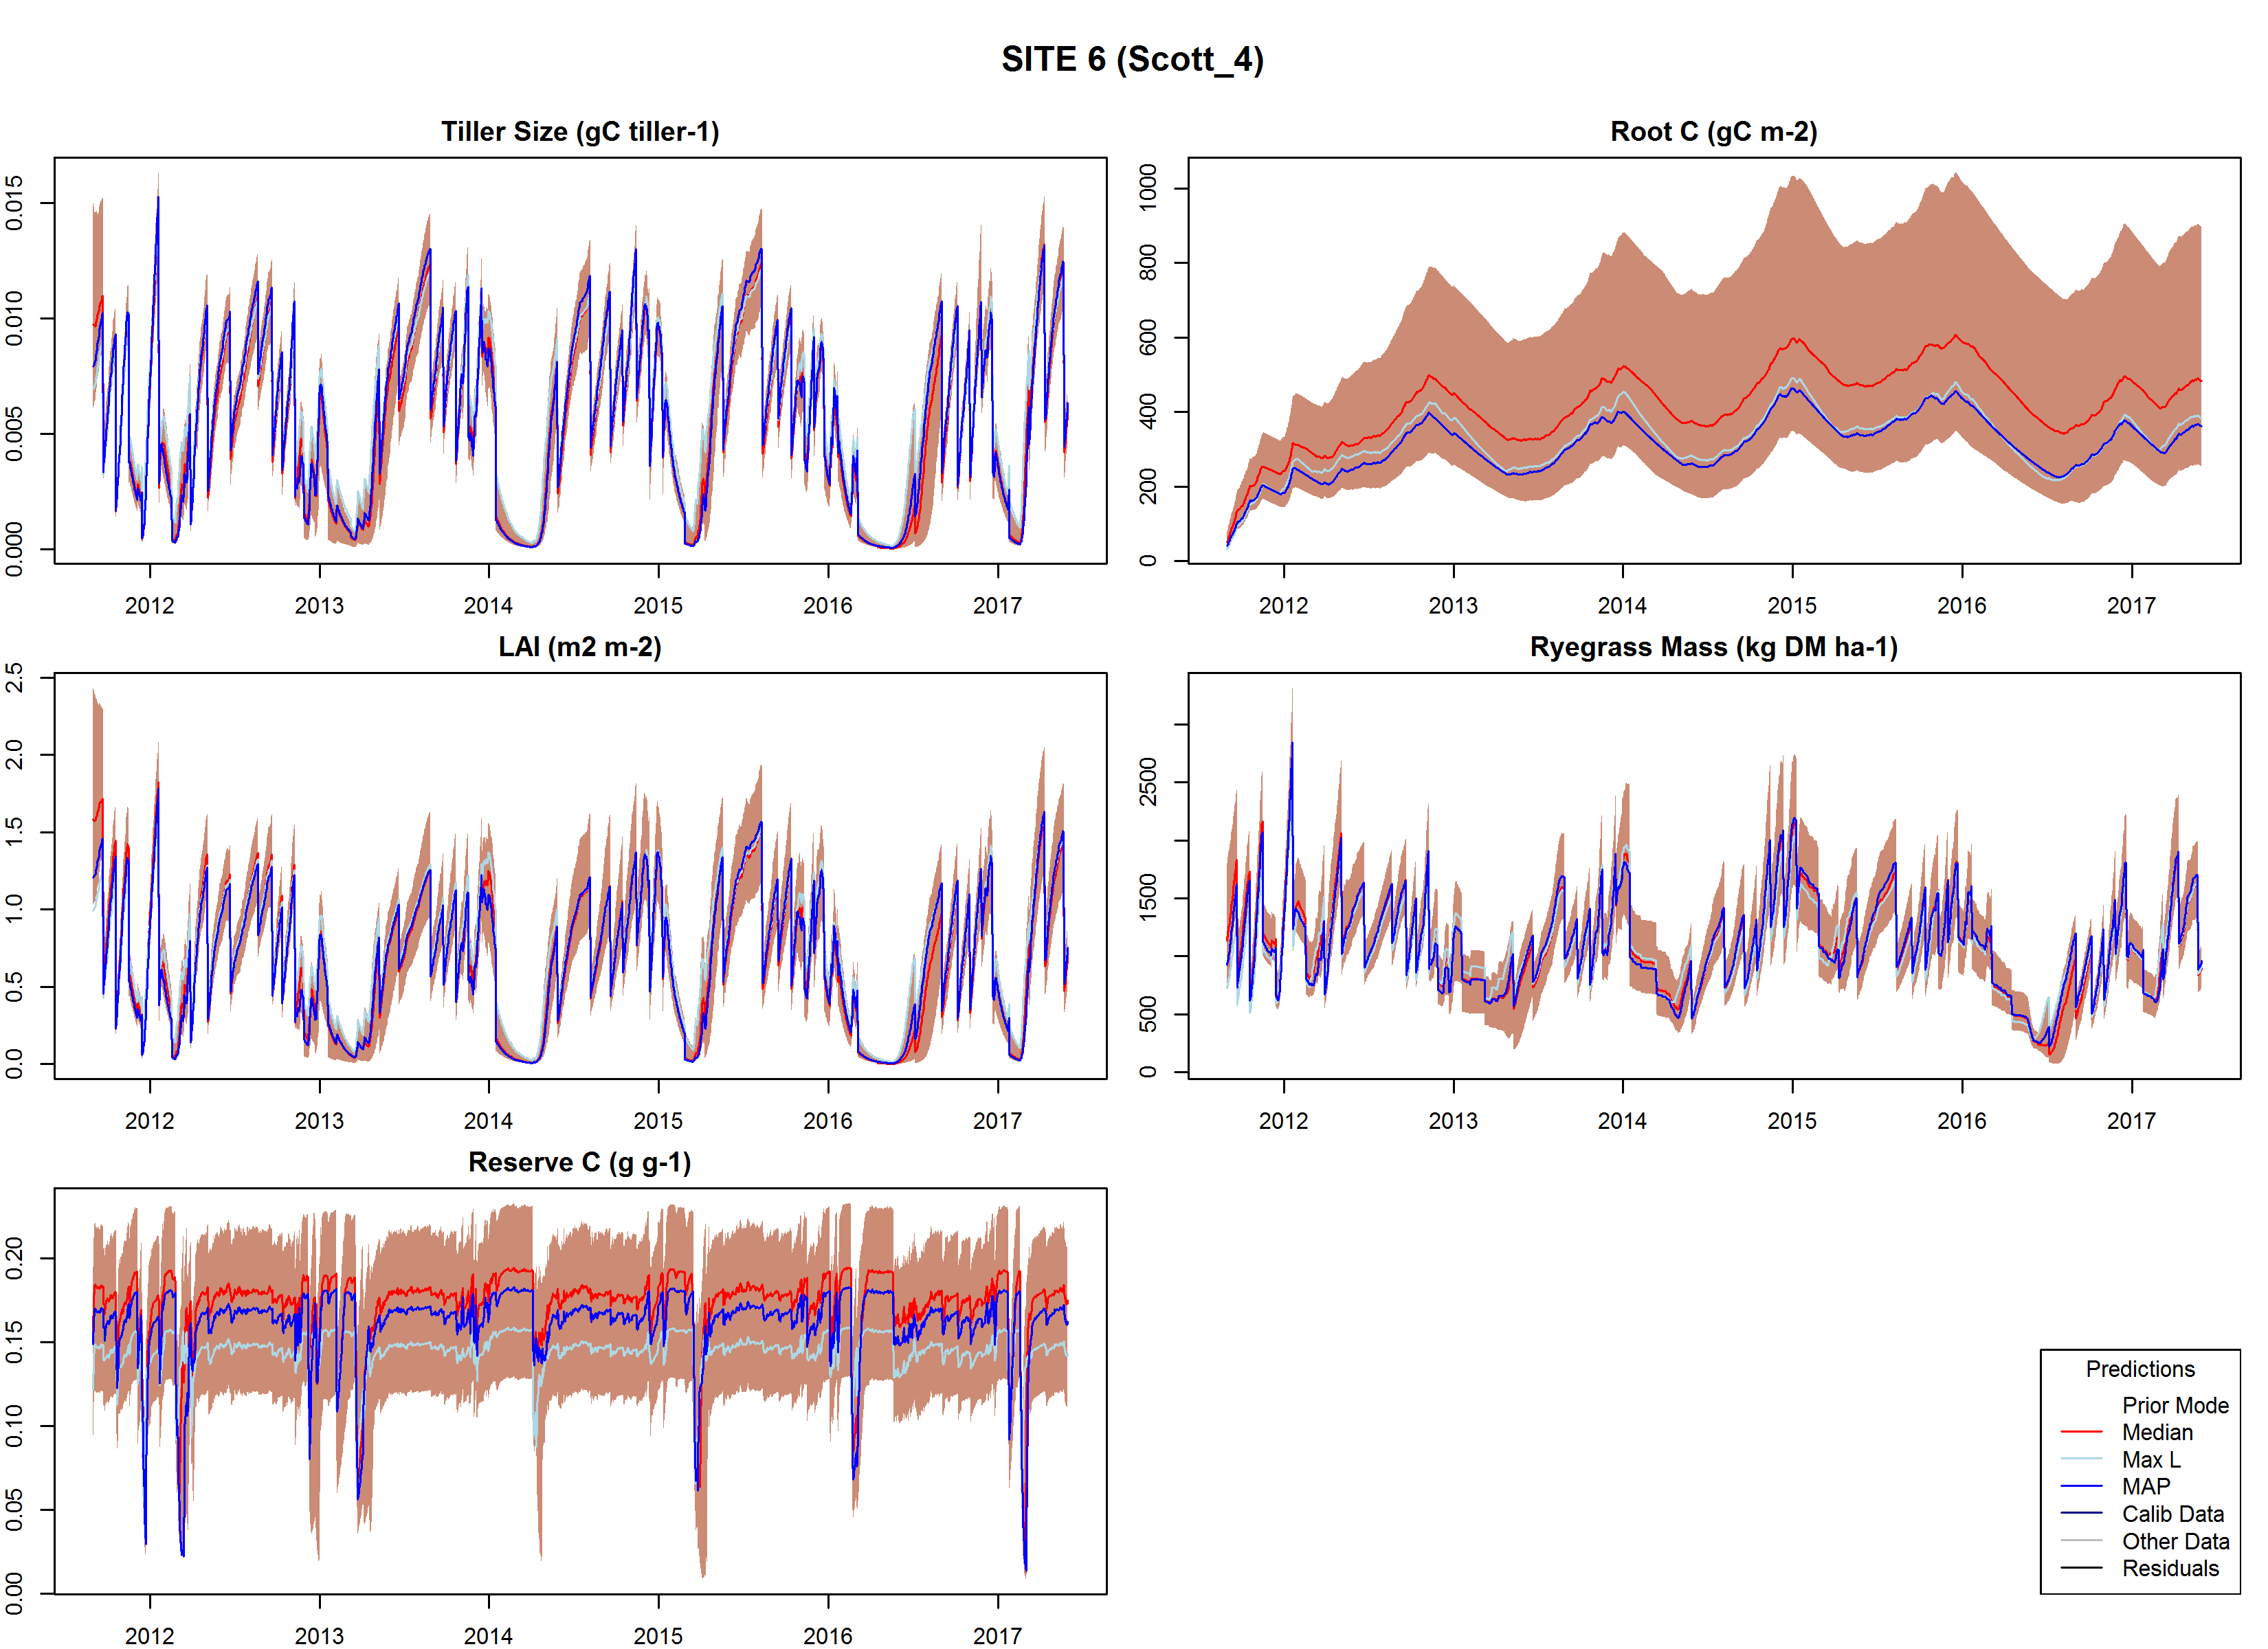 SITE 6 (Scott_4)
Tiller Size (gC tiller-1)
0.000 0.005 0.010 0.015
2012 2013 2014 2015 2016 2017
Root C (gC m-2)
0 200 400 600 800 1000
2012 2013 2014 2015 2016 2017
LAI (m2 m-2)
0.0 0.5 1.0 1.5 2.0 2.5
2012 2013 2014 2015 2016 2017
Ryegrass Mass (kg DM ha-1)
0 500 1500 2500
2012 2013 2014 2015 2016 2017
Reserve C (g g-1)
0.00 0.05 0.10 0.15 0.20
2012 2013 2014 2015 2016 2017
Predictions
Prior Mode
Median
Max L
MAP
Calib Data
Other Data
Residuals